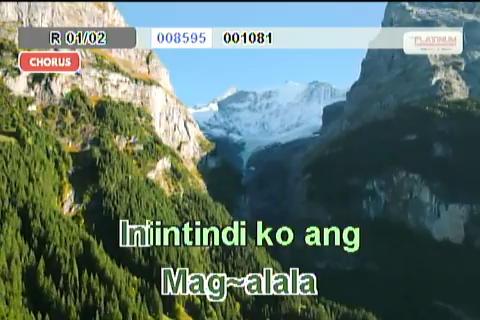 R 01/02 008595 001081
PLATINUM
CHORUS
Iniintindi ko ang
Mag~alala